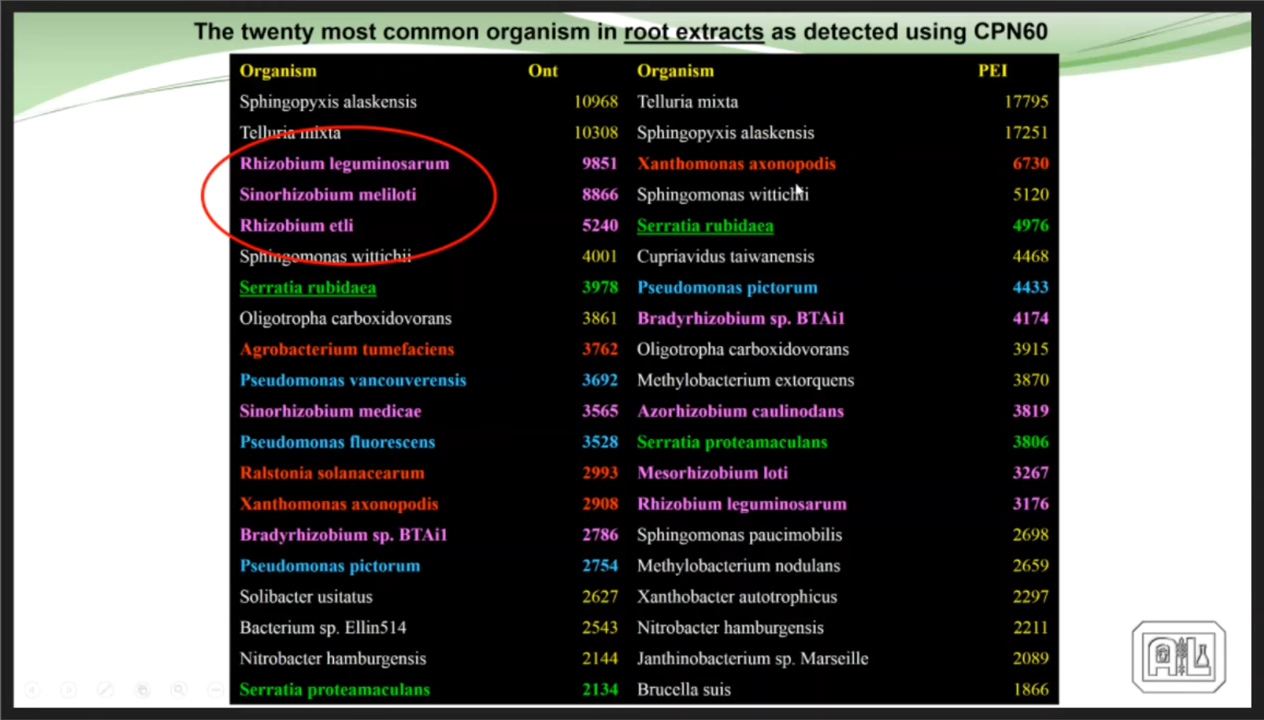 The twenty most common organism in root extracts as detected using CPN60
Organism Ont Organism PEI
Sphingopyxis alaskensis 10968 Telluria mixta 17795
Telluria mixta 10308 Sphingopyxis alaskensis 17251
Rhizobium leguminosarum 9851 Xanthomonas axonopodis 6730
Sinorhizobium meliloti 8866 Sphingomonas wittichii 5120
Rhizobium etli 5240 Serratia rubidaea 4976
Sphingomonas wittichii 4001 Cupriavidus taiwanensis 4468
Serratia rubidaea 3978 Pseudomonas pictorum 4433
Oligotropha carboxidovorans 3861 Bradyrhizobium sp. BTAi1 4174
Agrobacterium tumefaciens 3762 Oligotropha carboxidovorans 3915
Pseudomonas vancouverensis 3692 Methylobacterium extorquens 3870
Sinorhizobium medicae 3565 Azorhizobium caulinodans 3819
Pseudomonas fluorescens 3528 Serratia proteamaculans 3806
Ralstonia solanacearum 2993 Mesorhizobium loti 3267
Xanthomonas axonopodis 2908 Rhizobium leguminosarum 3176
Bradyrhizobium sp. BTAi1 2786 Sphingomonas paucimobilis 2698
Pseudomonas pictorum 2754 Methylobacterium nodulans 2659
Solibacter usitatus 2627 Xanthobacter autotrophicus 2297
Bacterium sp. Ellin514 2543 Nitrobacter hamburgensis 2211
Nitrobacter hamburgensis 2144 Janthinobacterium sp. Marseille 2089
Serratia proteamaculans 2134 Brucella suis 1866